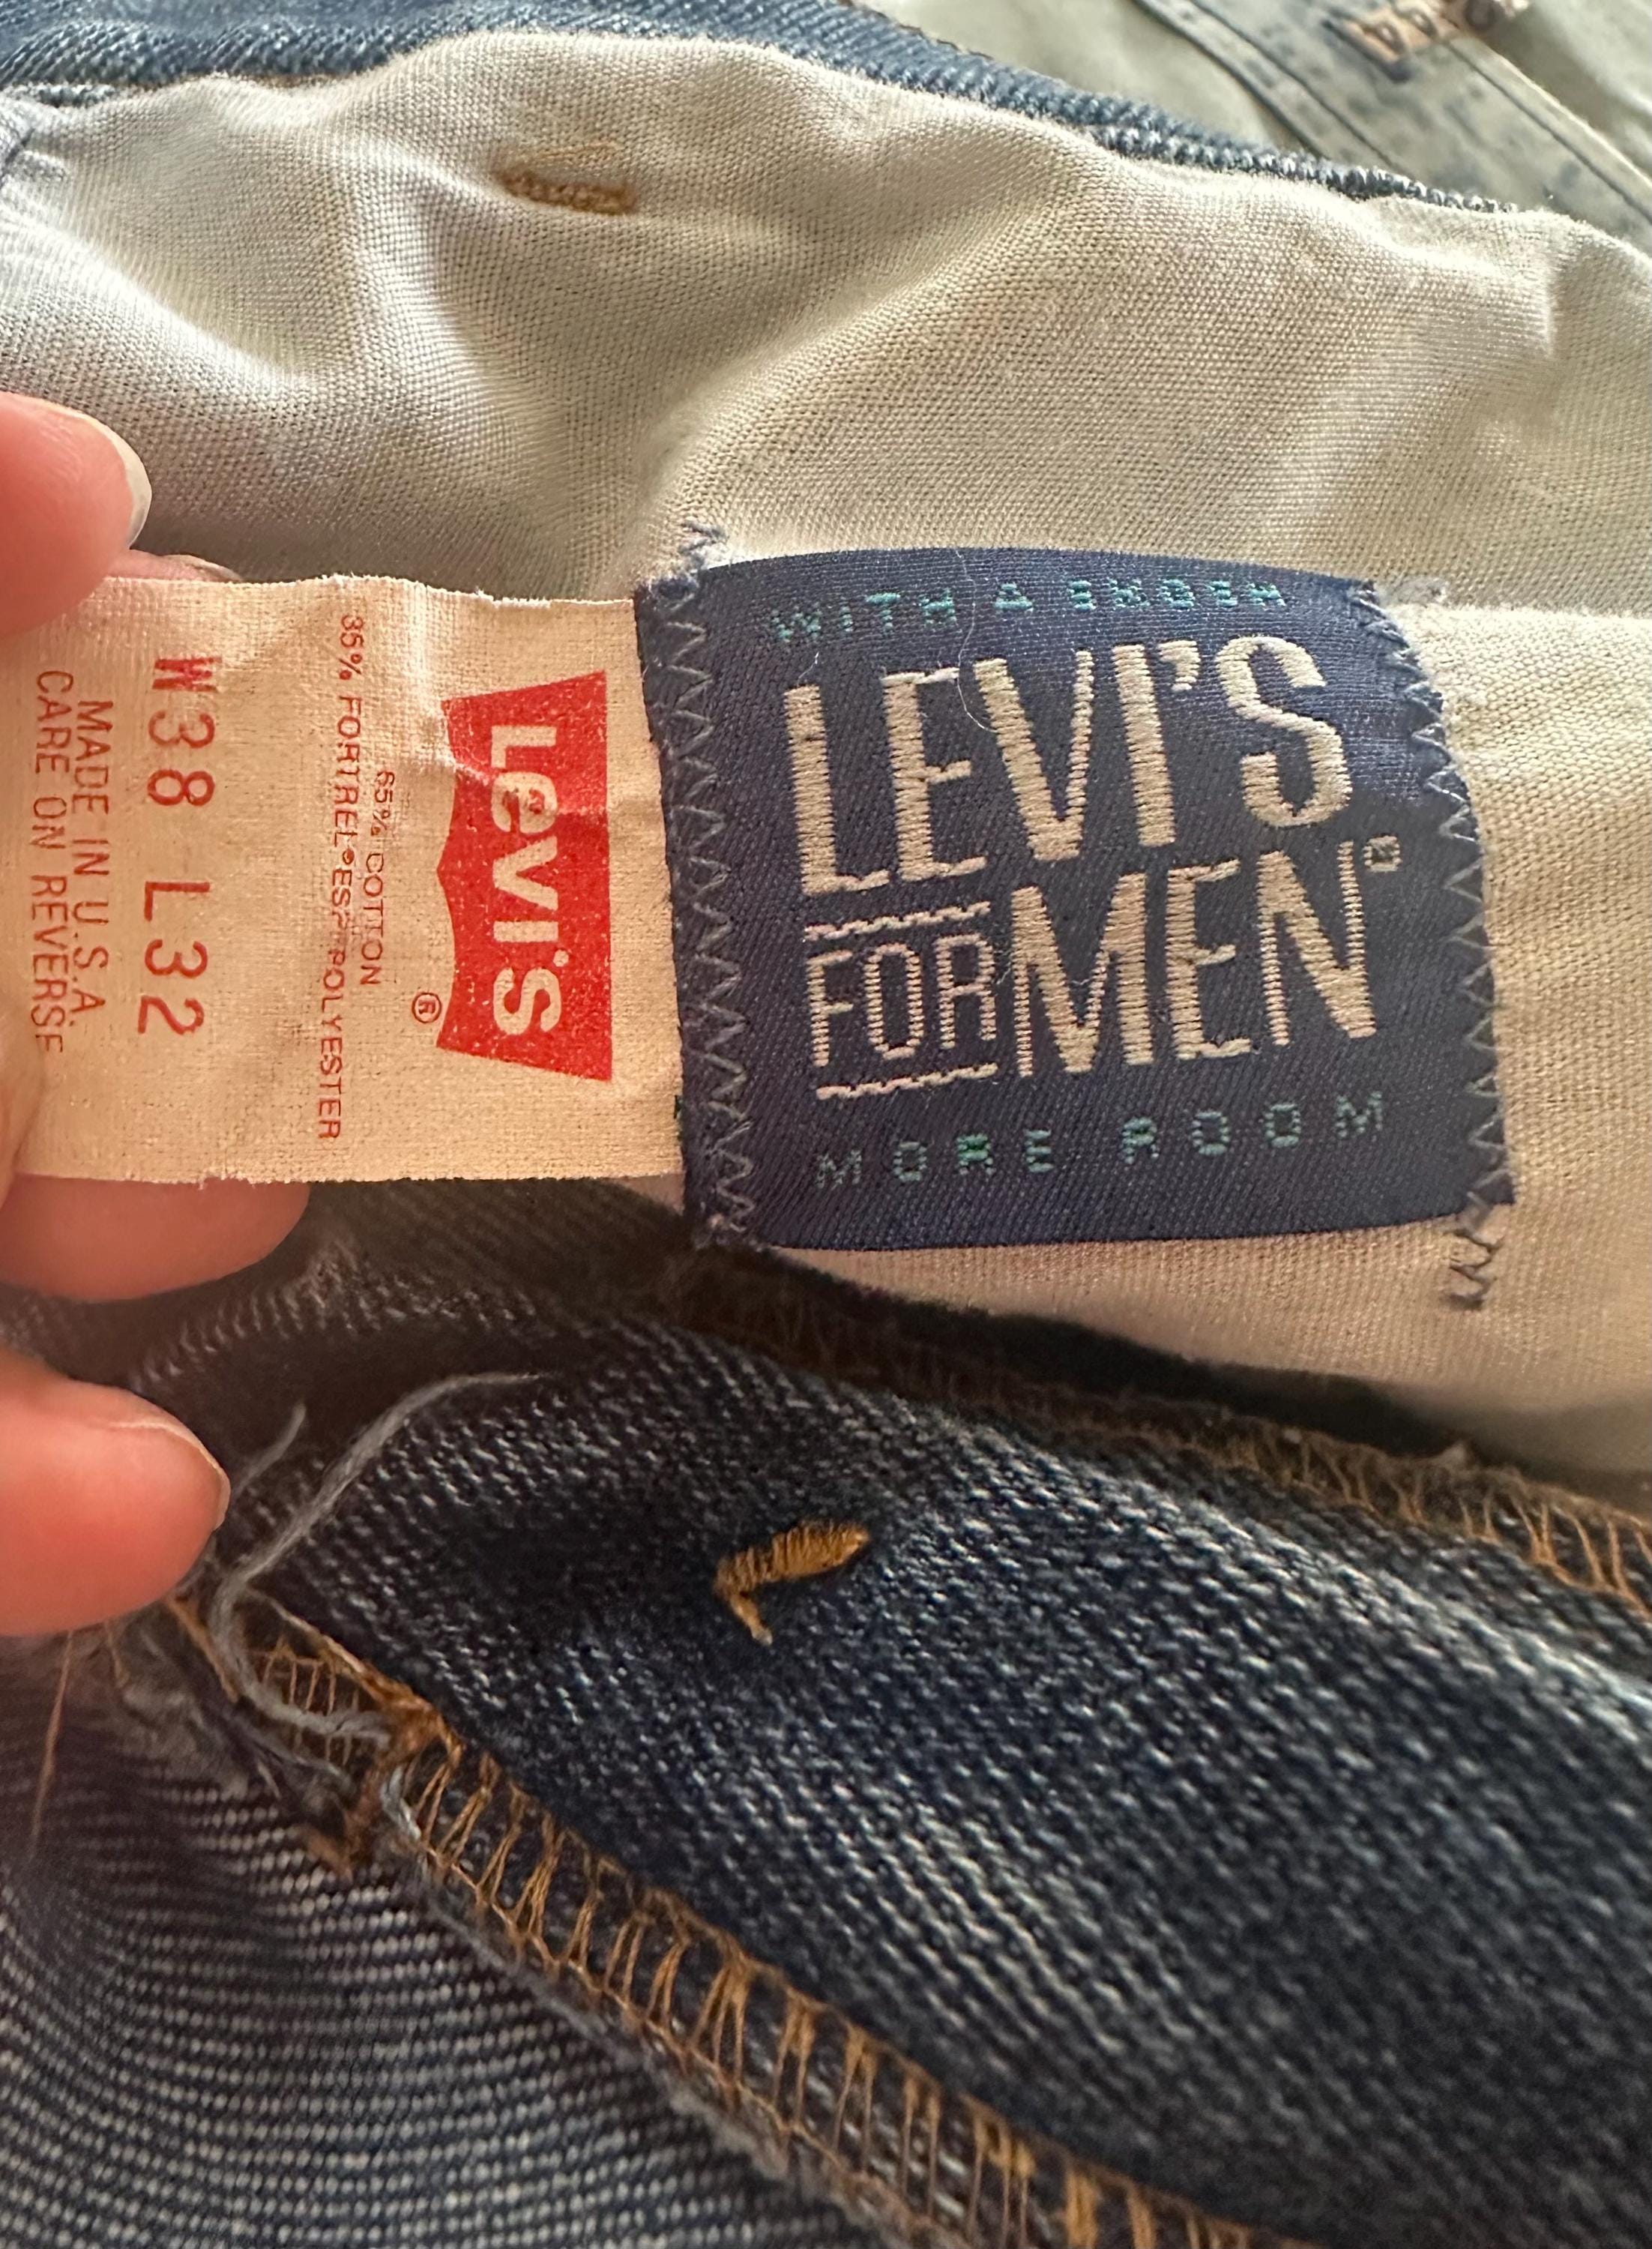 WITH A SKOSH
LEVI'S
FOR MEN®
MORE ROOM
Levi's
®
65% COTTON
35% FORTREL® ESP® POLYESTER
W38 L32
MADE IN U.S.A.
CARE ON REVERSE